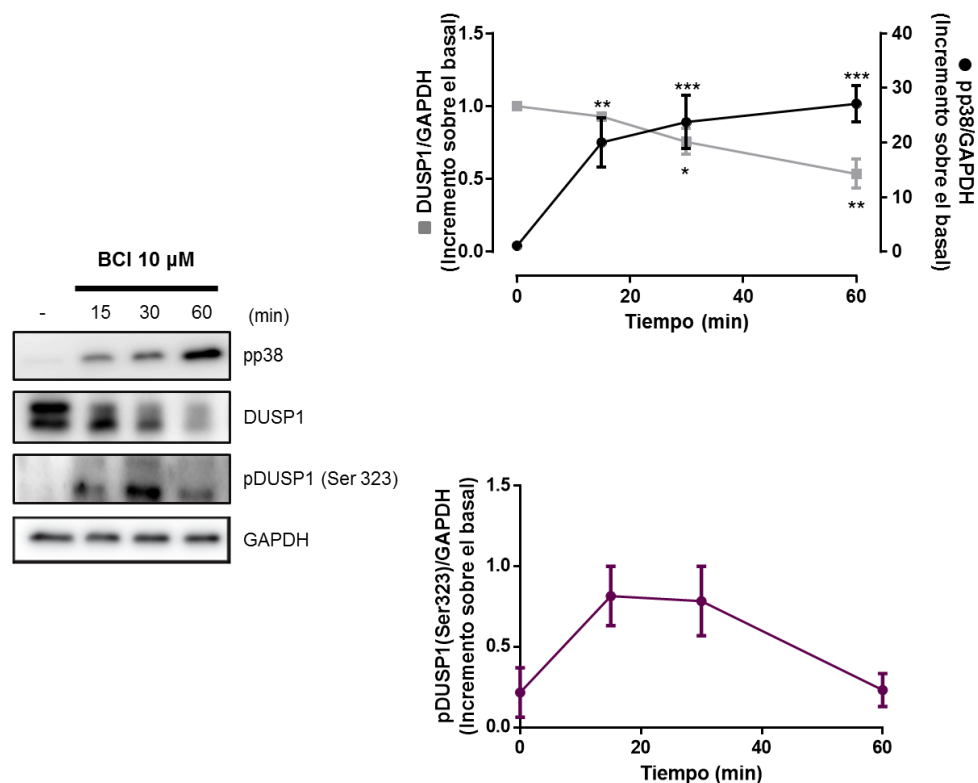 BCI 10 µM
- 15 30 60 (min)
pp38
DUSP1
pDUSP1 (Ser 323)
GAPDH
DUSP1/GAPDH
(Incremento sobre el basal)
1.5
1.0
0.5
0.0
** *** ***
* **
40
30
20
10
0
pp38/GAPDH
(Incremento sobre el basal)
0 20 40 60
Tiempo (min)
pDUSP1(Ser323)/GAPDH
(Incremento sobre el basal)
1.5
1.0
0.5
0.0
0 20 40 60
Tiempo (min)